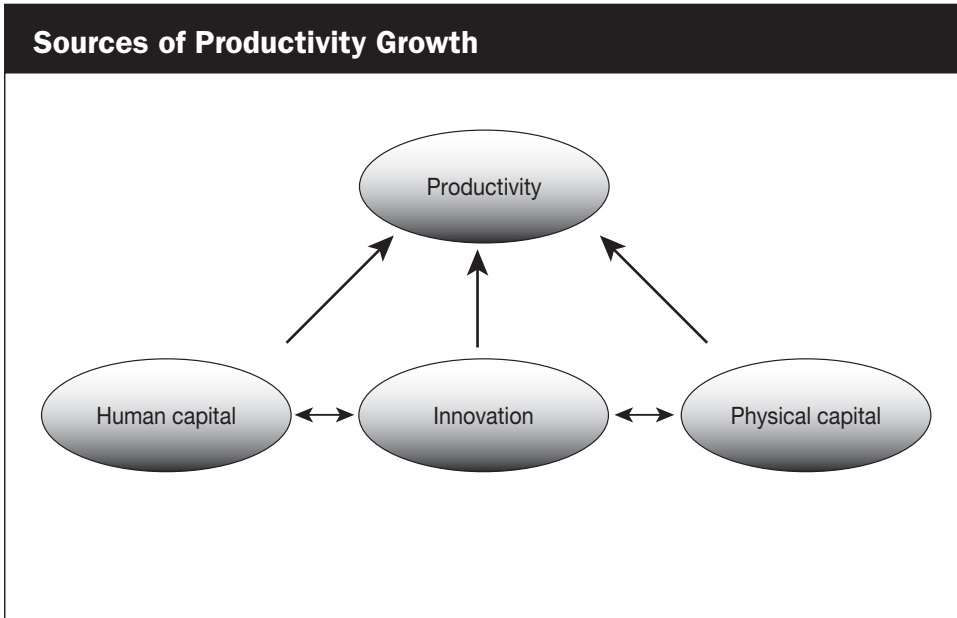 Sources of Productivity Growth
Productivity
Human capital
Innovation
Physical capital